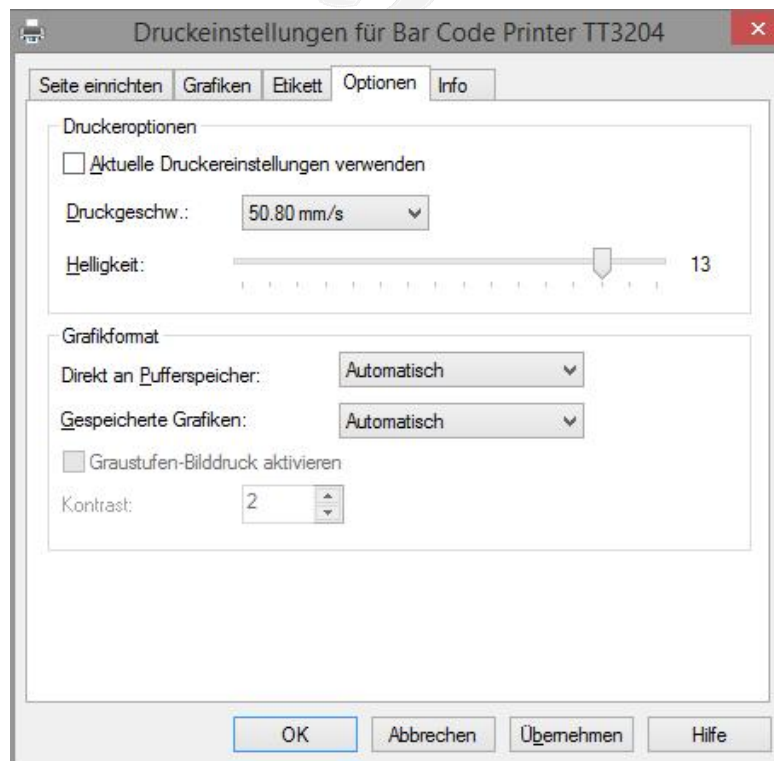 Druckeinstellungen für Bar Code Printer TT3204
Seite einrichten Grafiken Etikett Optionen Info
Druckeroptionen
Aktuelle Druckereinstellungen verwenden
Druckgeschw.: 50.80 mm/s
Helligkeit: 13
Grafikformat
Direkt an Pufferspeicher: Automatisch
Gespeicherte Grafiken: Automatisch
Graustufen-Bilddruck aktivieren
Kontrast: 2
OK Abbrechen Übernehmen Hilfe